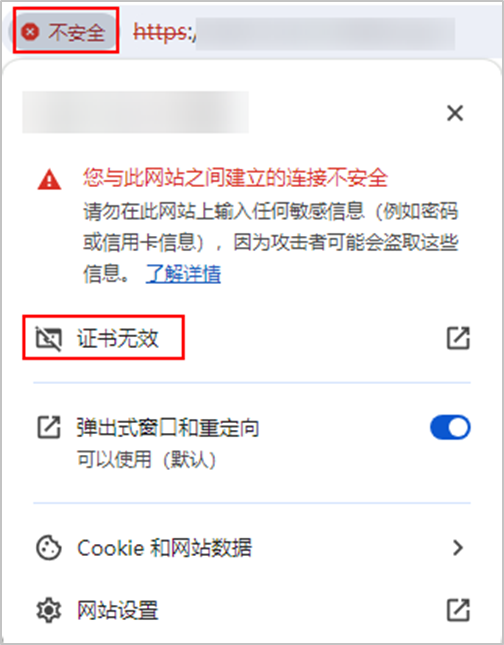 不安全 https:/
您与此网站之间建立的连接不安全
请勿在此网站上输入任何敏感信息（例如密码
或信用卡信息），因为攻击者可能会盗取这些
信息。 了解详情
证书无效
弹出式窗口和重定向
可以使用（默认）
Cookie 和网站数据
网站设置